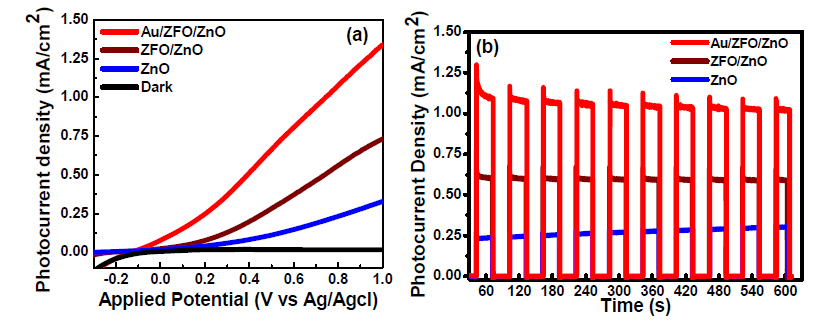 (a)
Au/ZFO/ZnO
ZFO/ZnO
ZnO
Dark
Photocurrent density (mA/cm²)
1.50
1.25
1.00
0.75
0.50
0.25
0.00
-0.2 0.0 0.2 0.4 0.6 0.8 1.0
Applied Potential (V vs Ag/Agcl)
(b)
Au/ZFO/ZnO
ZFO/ZnO
ZnO
Photocurrent Density (mA/cm²)
1.50
1.25
1.00
0.75
0.50
0.25
0.00
60 120 180 240 300 360 420 480 540 600
Time (s)